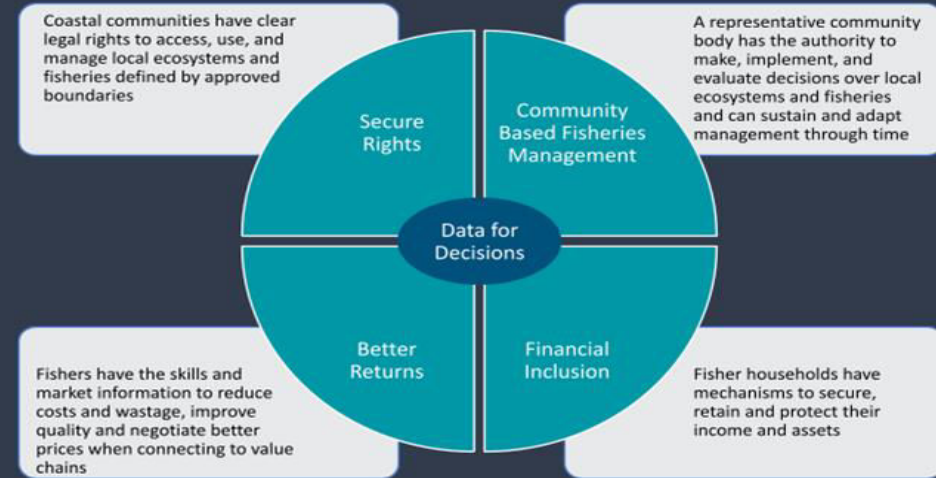 Coastal communities have clear
legal rights to access, use, and
manage local ecosystems and
fisheries defined by approved
boundaries
A representative community
body has the authority to
make, implement, and
evaluate decisions over local
ecosystems and fisheries
and can sustain and adapt
management through time
Secure
Rights
Community
Based Fisheries
Management
Data for
Decisions
Better
Returns
Financial
Inclusion
Fishers have the skills and
market information to reduce
costs and wastage, improve
quality and negotiate better
prices when connecting to value
chains
Fisher households have
mechanisms to secure,
retain and protect their
income and assets